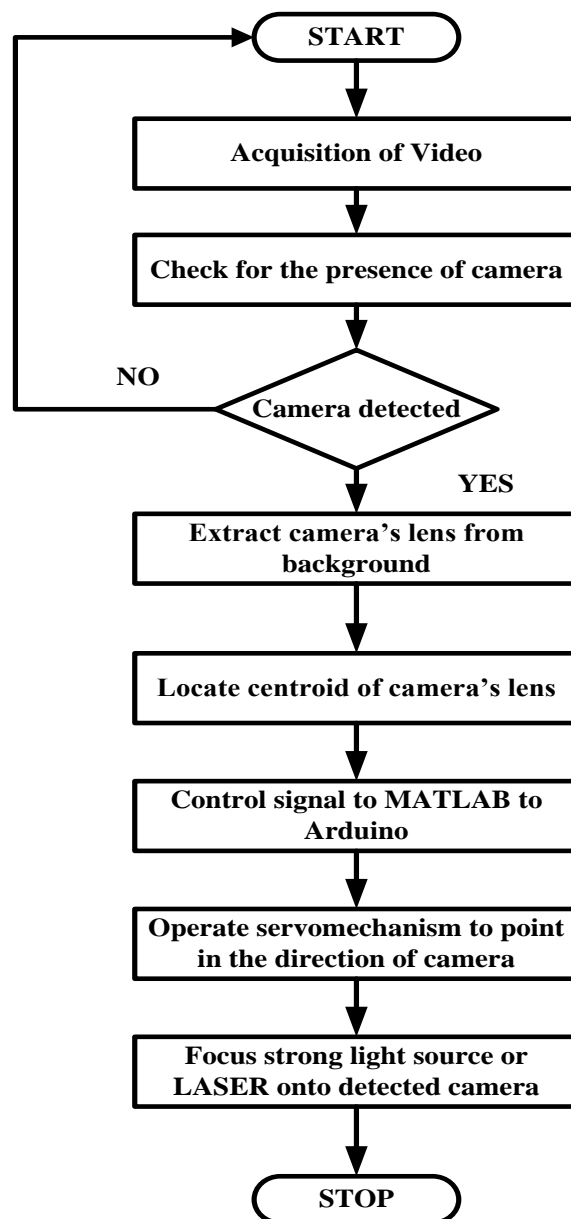 START
Acquisition of Video
Check for the presence of camera
Camera detected
NO
YES
Extract camera’s lens from
background
Locate centroid of camera’s lens
Control signal to MATLAB to
Arduino
Operate servomechanism to point
in the direction of camera
Focus strong light source or
LASER onto detected camera
STOP